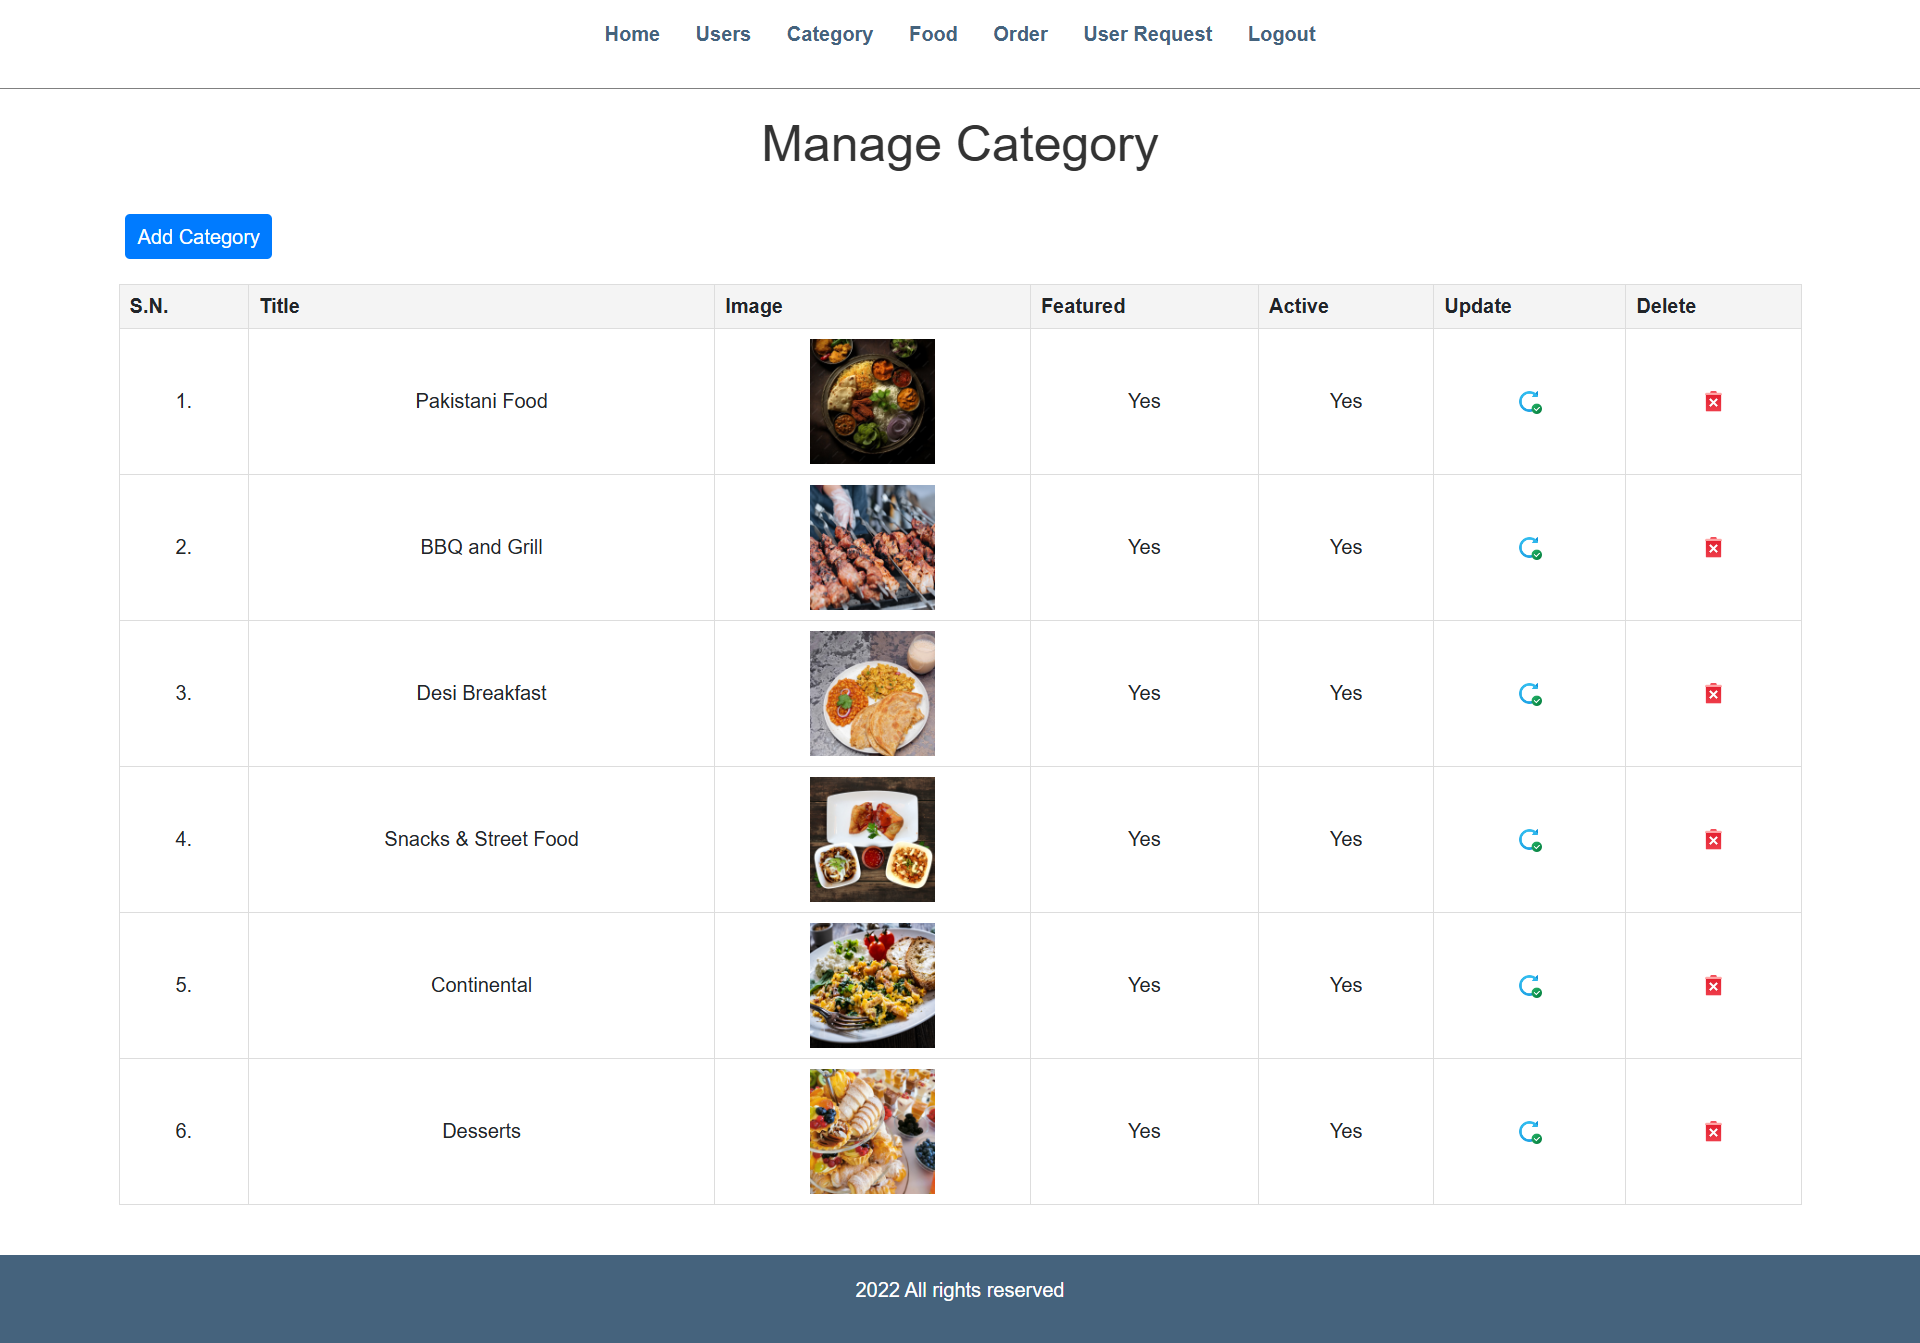 Home Users Category Food Order User Request Logout
Manage Category
Add Category
S.N. Title Image Featured Active Update Delete
1. Pakistani Food Yes Yes
2. BBQ and Grill Yes Yes
3. Desi Breakfast Yes Yes
4. Snacks & Street Food Yes Yes
5. Continental Yes Yes
6. Desserts Yes Yes
2022 All rights reserved